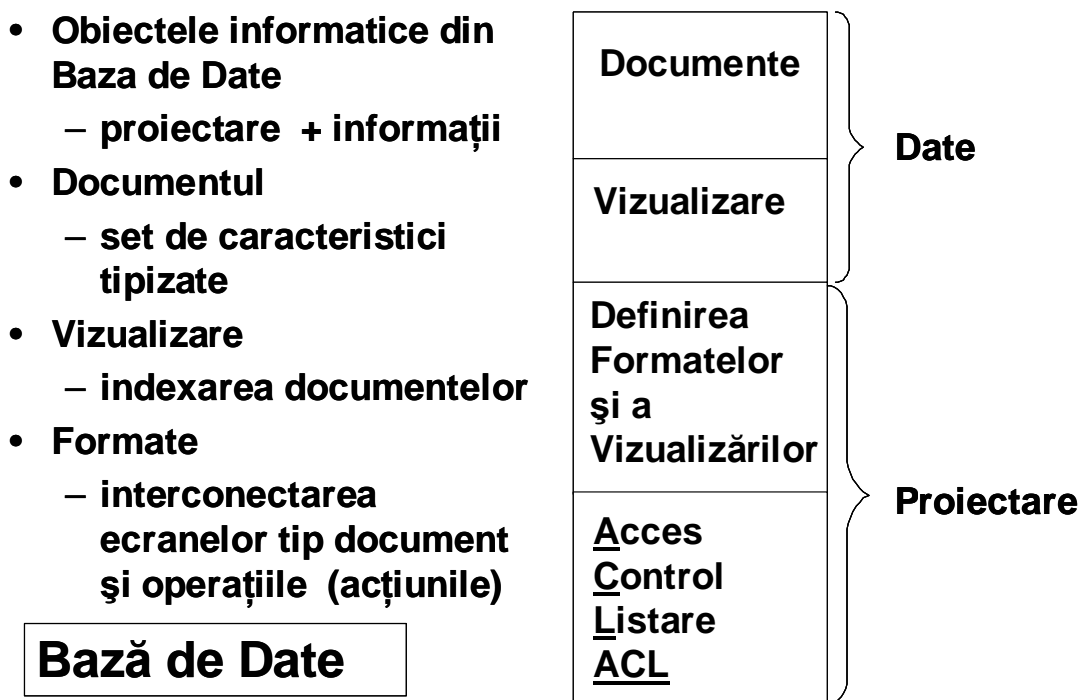 • Obiectele informatice din
Baza de Date
– proiectare + informații
• Documentul
– set de caracteristici
tipizate
• Vizualizare
– indexarea documentelor
• Formate
– interconectarea
ecranelor tip document
şi operațiile (acțiunile)
Bază de Date
Documente
Vizualizare
Definirea
Formatelor
şi a
Vizualizărilor
Acces
Control
Listare
ACL
Date
Proiectare